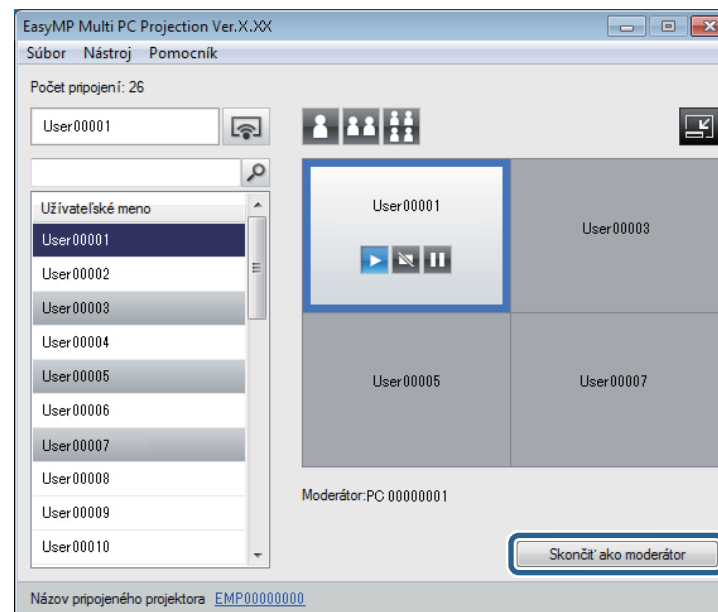 EasyMP Multi PC Projection Ver.X.XX
Súbor Nástroj Pomocník
Počet pripojení: 26
User00001
Užívateľské meno
User00001
User00002
User00003
User00004
User00005
User00006
User00007
User00008
User00009
User00010
User00001
User00003
User00005
User00007
Moderátor:PC 00000001
Skončiť ako moderátor
Názov pripojeného projektora EMP00000000